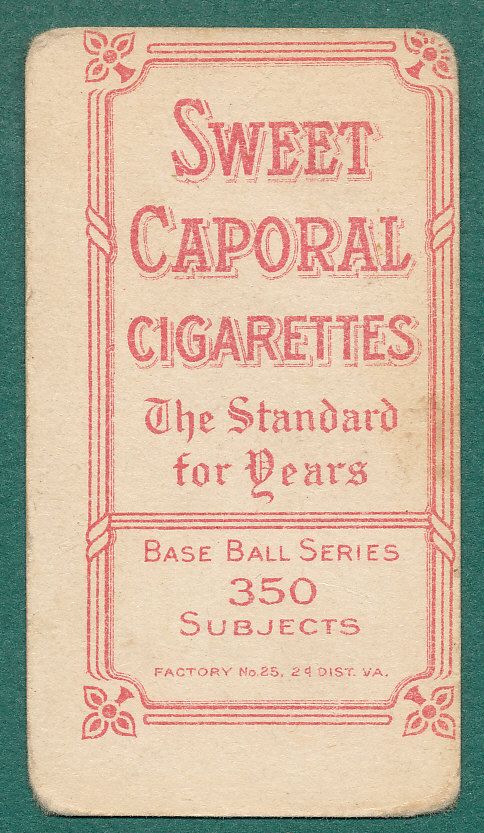 SWEET
CAPORAL
CIGARETTES
The Standard
for Years
BASE BALL SERIES
350
SUBJECTS
FACTORY No. 25, 2d DIST. VA.